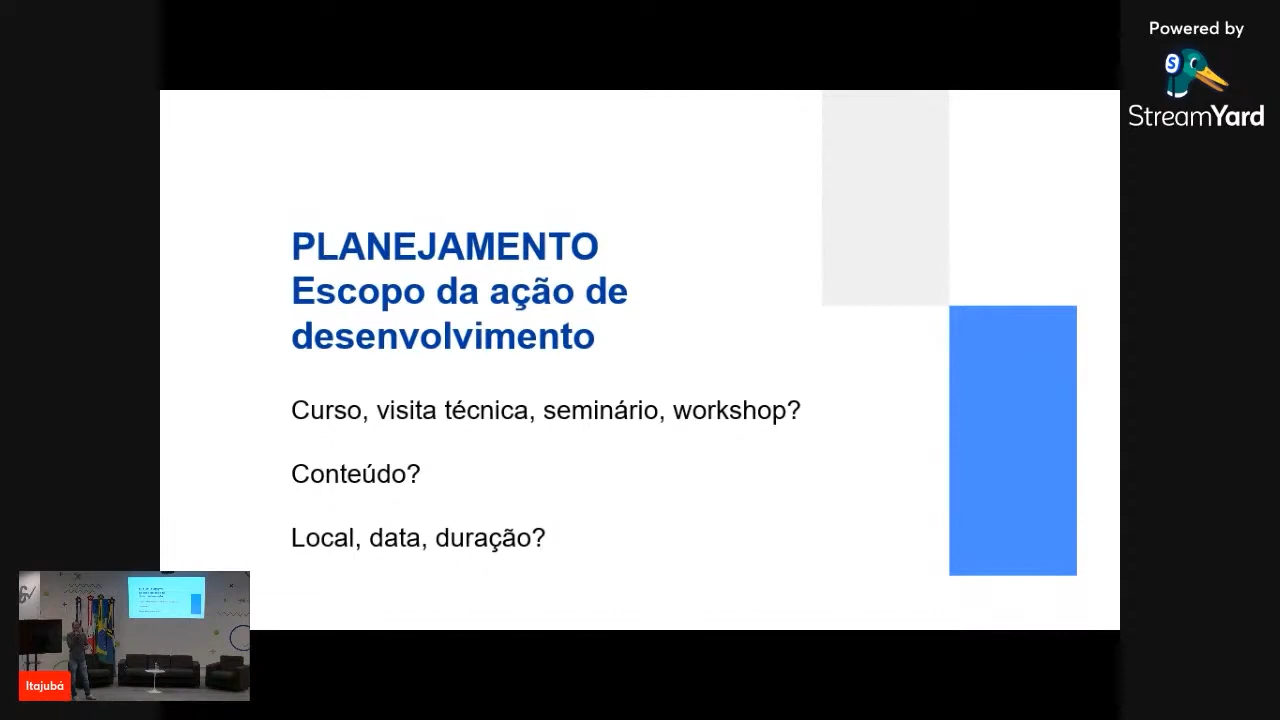 Powered by
StreamYard
PLANEJAMENTO
Escopo da ação de
desenvolvimento
Curso, visita técnica, seminário, workshop?
Conteúdo?
Local, data, duração?
Itajubá